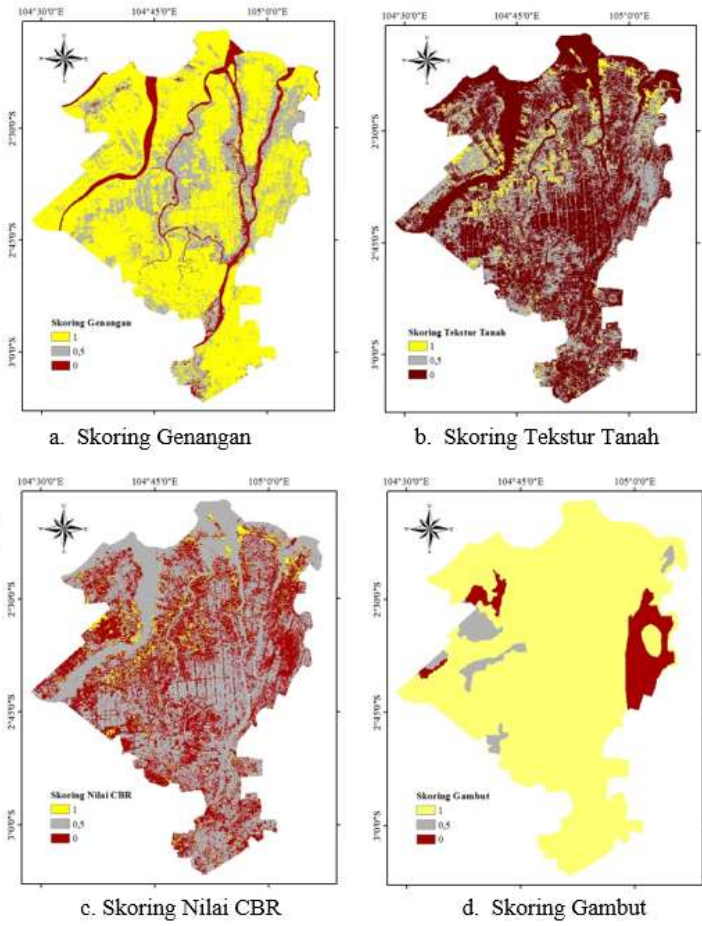 104°30'0"E 104°45'0"E 105°0'0"E
2°30'0"S
2°45'0"S
3°0'0"S
Skoring Genangan
1
0,5
0
a. Skoring Genangan
104°30'0"E 104°45'0"E 105°0'0"E
2°30'0"S
2°45'0"S
3°0'0"S
Skoring Tekstur Tanah
1
0,5
0
b. Skoring Tekstur Tanah
104°30'0"E 104°45'0"E 105°0'0"E
2°30'0"S
2°45'0"S
3°0'0"S
Skoring Nilai CBR
1
0,5
0
c. Skoring Nilai CBR
104°30'0"E 104°45'0"E 105°0'0"E
2°30'0"S
2°45'0"S
3°0'0"S
Skoring Gambut
1
0,5
0
d. Skoring Gambut